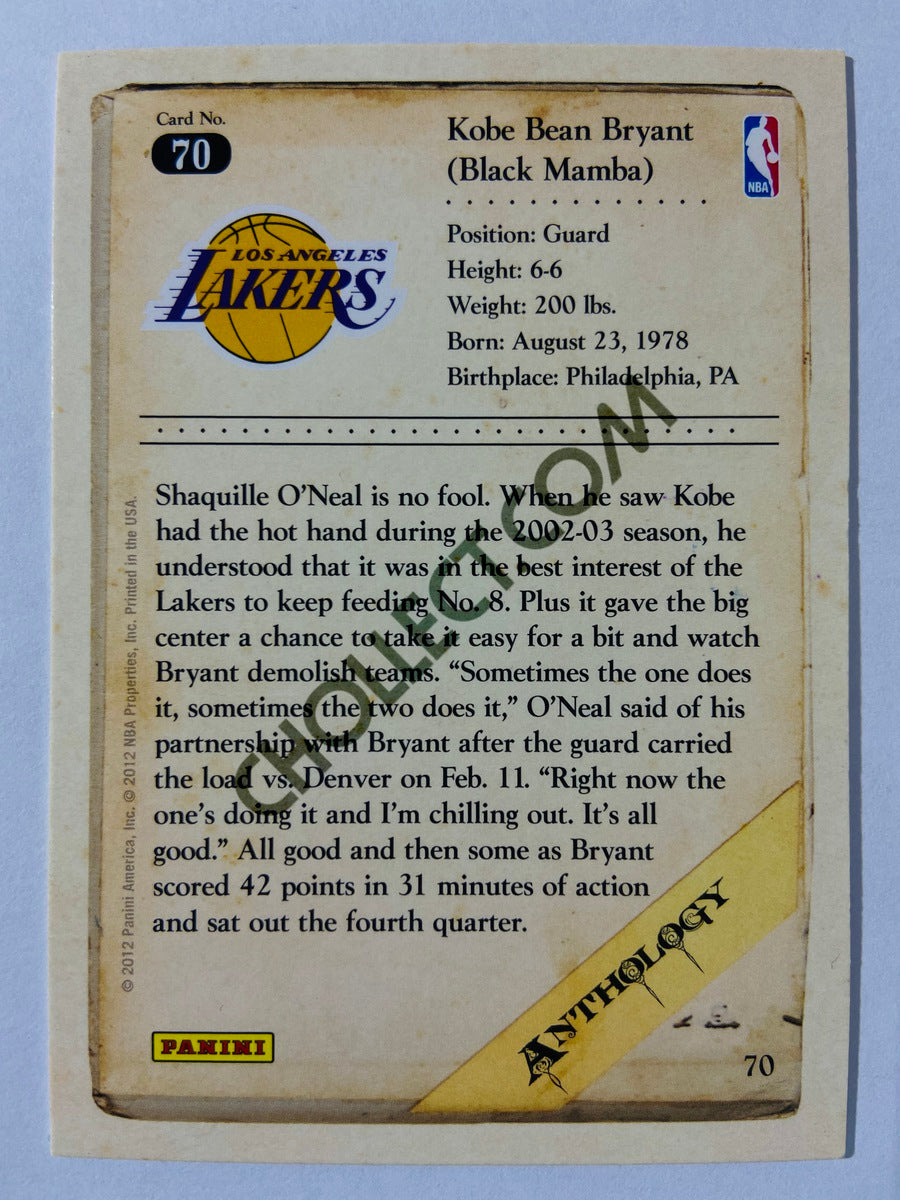 Card No.
70
Kobe Bean Bryant
(Black Mamba)
NBA
LOS ANGELES
LAKERS
Position: Guard
Height: 6-6
Weight: 200 lbs.
Born: August 23, 1978
Birthplace: Philadelphia, PA
Shaquille O’Neal is no fool. When he saw Kobe
had the hot hand during the 2002-03 season, he
understood that it was in the best interest of the
Lakers to keep feeding No. 8. Plus it gave the big
center a chance to take it easy for a bit and watch
Bryant demolish teams. “Sometimes the one does
it, sometimes the two does it,” O’Neal said of his
partnership with Bryant after the guard carried
the load vs. Denver on Feb. 11. “Right now the
one’s doing it and I’m chilling out. It’s all
good.” All good and then some as Bryant
scored 42 points in 31 minutes of action
and sat out the fourth quarter.
CHOLLECT.COM
© 2012 Panini America, Inc. © 2012 NBA Properties, Inc. Printed in the USA.
ANTHOLOGY
PANINI
70